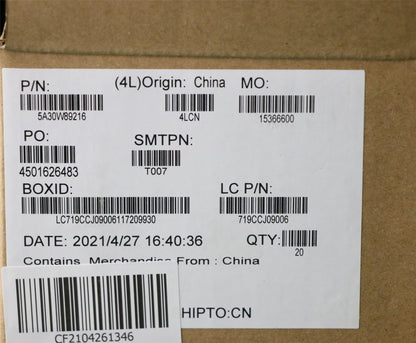 P/N: (4L)Origin: China MO:
5A30W89216 4LCN 15366600
PO: SMTPN:
4501626483 T007
BOXID: LC P/N:
LC719CCJ09006117209930 719CCJ09006
DATE: 2021/4/27 16:40:36 QTY:
20
Contains Merchandise From : China
HIPTO:CN
CF2104261346